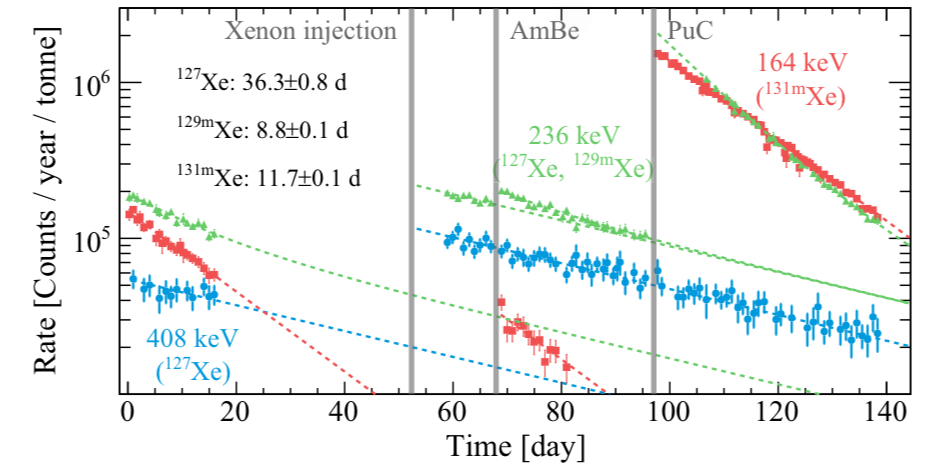 Rate [Counts / year / tonne]
10⁶
10⁵
Xenon injection
AmBe
PuC
¹²⁷Xe: 36.3±0.8 d
¹²⁹ᵐXe: 8.8±0.1 d
¹³¹ᵐXe: 11.7±0.1 d
236 keV
(¹²⁷Xe, ¹²⁹ᵐXe)
164 keV
(¹³¹ᵐXe)
408 keV
(¹²⁷Xe)
0 20 40 60 80 100 120 140
Time [day]